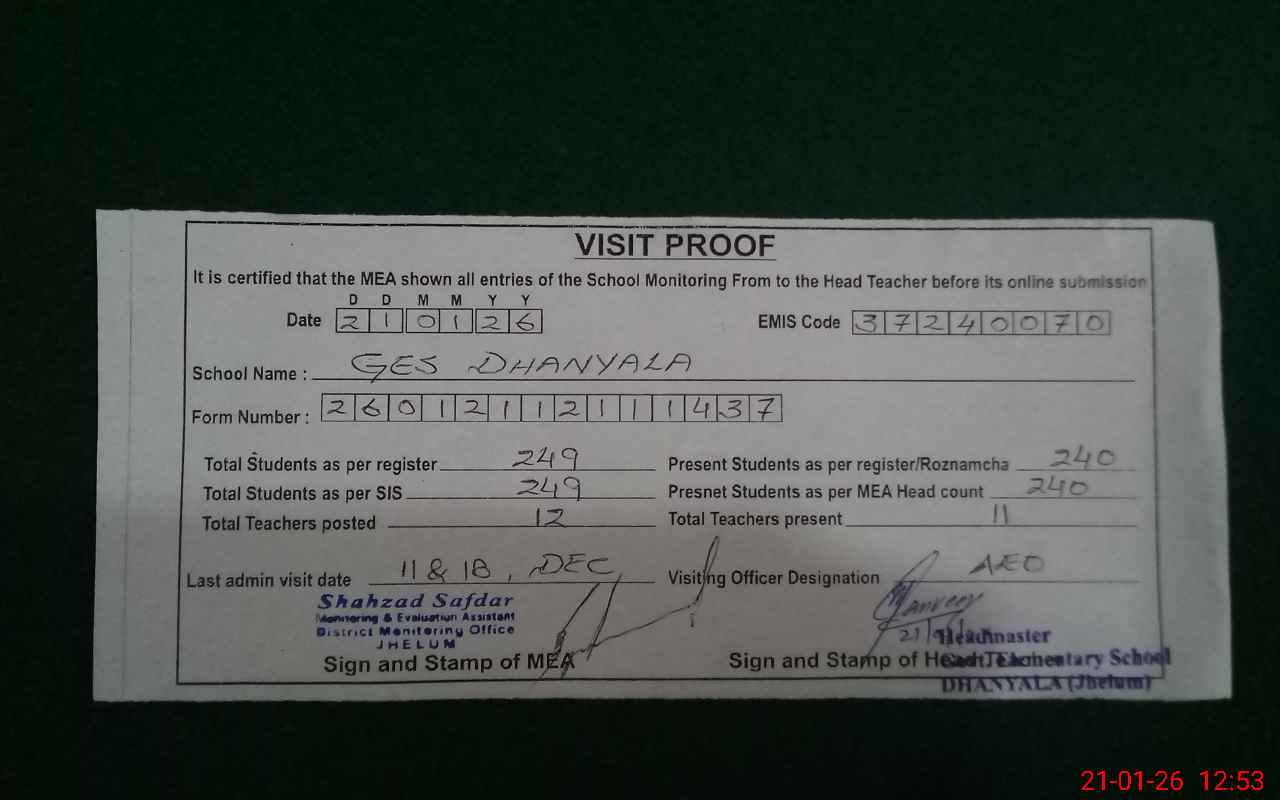 VISIT PROOF
It is certified that the MEA shown all entries of the School Monitoring From to the Head Teacher before its online submission
D D M M Y Y
Date 2 1 0 1 2 6 EMIS Code 3 7 2 4 0 0 7 0
School Name : GES DHANYALA
Form Number : 2 6 0 1 2 1 1 2 1 1 1 4 3 7
Total Students as per register 249 Present Students as per register/Roznamcha 240
Total Students as per SIS 249 Presnet Students as per MEA Head count 240
Total Teachers posted 12 Total Teachers present 11
Last admin visit date 11 & 18, DEC Visiting Officer Designation AEO
Shahzad Safdar
Monitoring & Evaluation Assistant
District Monitoring Office
JHELUM
Sign and Stamp of MEA
Tanveer
Headmaster
Sign and Stamp of Head Teacher
Govt. Elementary School
DHANYALA (Jhelum)
21-01-26 12:53